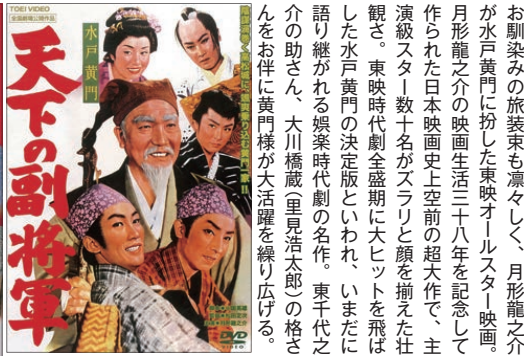 TOEI VIDEO
水戸黄門
天下の副将軍
DVD
VIDEO
お馴染みの旅装束も凛々しく、月形龍之介
が水戸黄門に扮した東映オールスター映画。
月形龍之介の映画生活三十八年を記念して
作られた日本映画史上空前の超大作で、主
演級スター数十名がズラリと顔を揃えた壮
観さ。東映時代劇全盛期に大ヒットを飛ば
した水戸黄門の決定版といわれ、いまだに
語り継がれる娯楽時代劇の名作。東千代之
介の助さん、大川橋蔵（里見浩太郎）の格さ
んをお伴に黄門様が大活躍を繰り広げる。